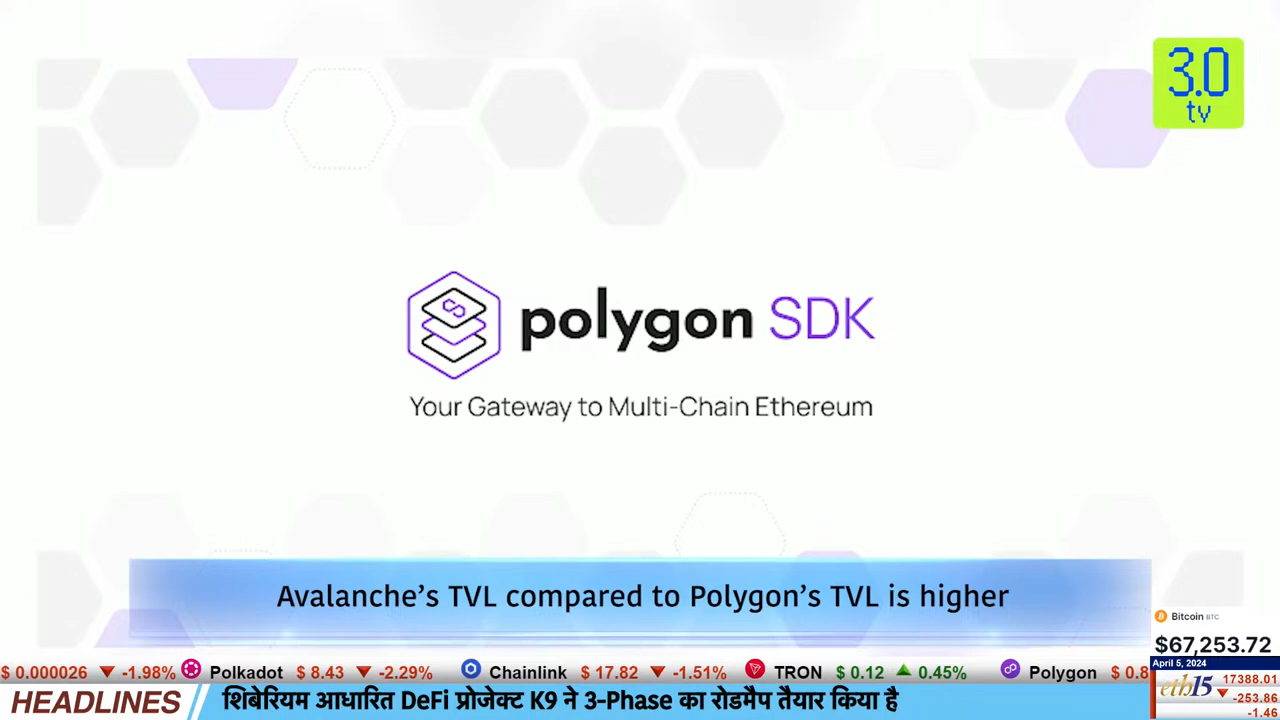 3.0
tv
polygon SDK
Your Gateway to Multi-Chain Ethereum
Avalanche's TVL compared to Polygon's TVL is higher
Bitcoin BTC
$67,253.72
April 5, 2024
$ 0.000026 ▼ -1.98% Polkadot $ 8.43 ▼ -2.29% Chainlink $ 17.82 ▼ -1.51% TRON $ 0.12 ▲ 0.45% Polygon $ 0.8
eth15 17388.01
▼ -253.86
-1.46
HEADLINES शिबेरियम आधारित DeFi प्रोजेक्ट K9 ने 3-Phase का रोडमैप तैयार किया है